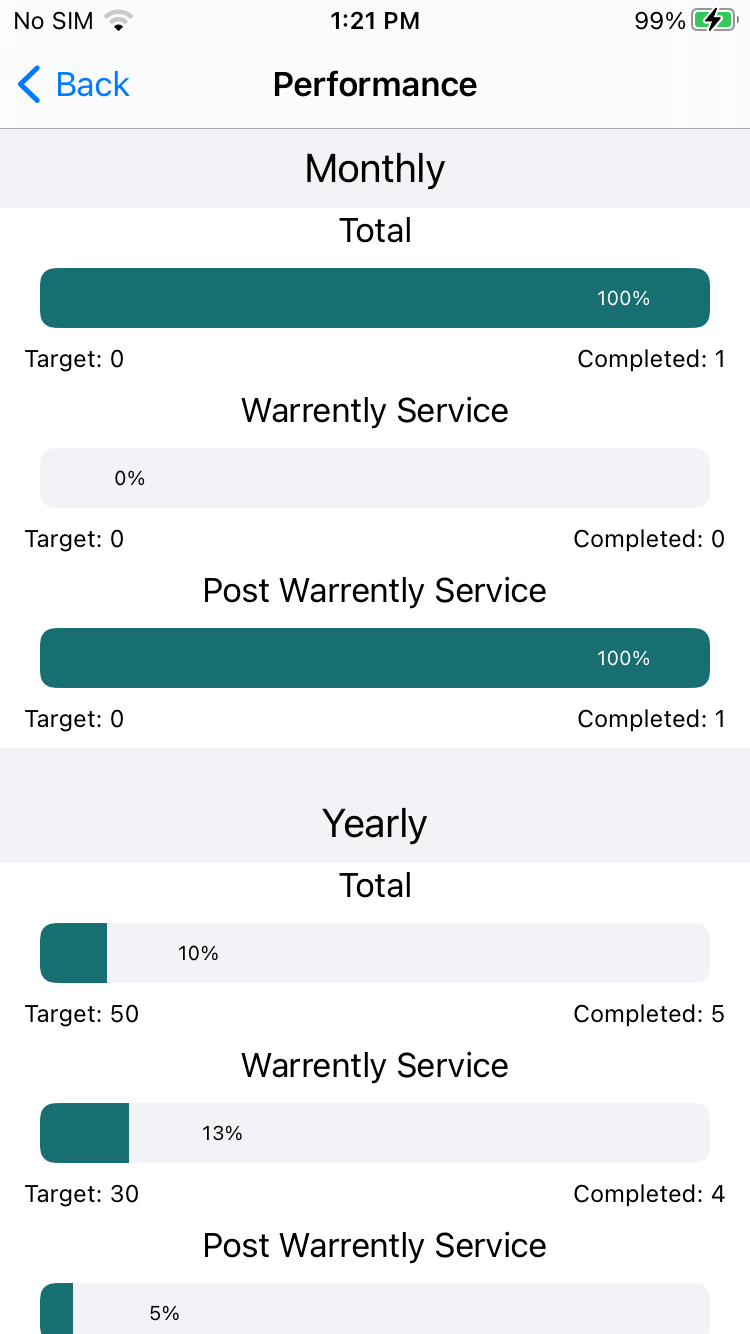 No SIM 1:21 PM 99%
Back Performance
Monthly
Total
100%
Target: 0 Completed: 1
Warrently Service
0%
Target: 0 Completed: 0
Post Warrently Service
100%
Target: 0 Completed: 1
Yearly
Total
10%
Target: 50 Completed: 5
Warrently Service
13%
Target: 30 Completed: 4
Post Warrently Service
5%